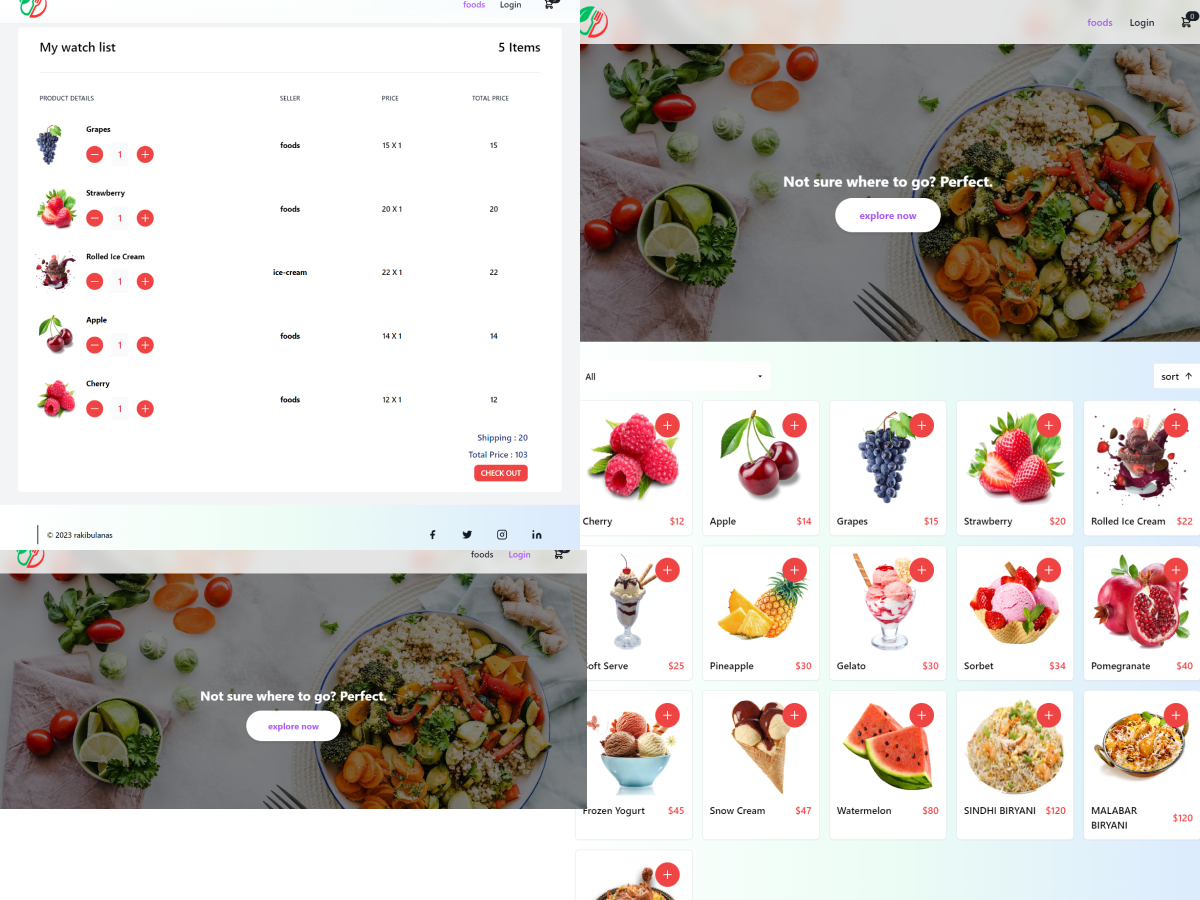 foods Login
My watch list 5 Items
PRODUCT DETAILS SELLER PRICE TOTAL PRICE
Grapes
1 foods 15 X 1 15
Strawberry
1 foods 20 X 1 20
Rolled Ice Cream
1 ice-cream 22 X 1 22
Apple
1 foods 14 X 1 14
Cherry
1 foods 12 X 1 12
Shipping : 20
Total Price : 103
CHECK OUT
© 2023 rakibulanas
foods Login
Not sure where to go? Perfect.
explore now
foods Login 0
Not sure where to go? Perfect.
explore now
All sort
Cherry $12 Apple $14 Grapes $15 Strawberry $20 Rolled Ice Cream $22
oft Serve $25 Pineapple $30 Gelato $30 Sorbet $34 Pomegranate $40
Frozen Yogurt $45 Snow Cream $47 Watermelon $80 SINDHI BIRYANI $120 MALABAR
BIRYANI $120